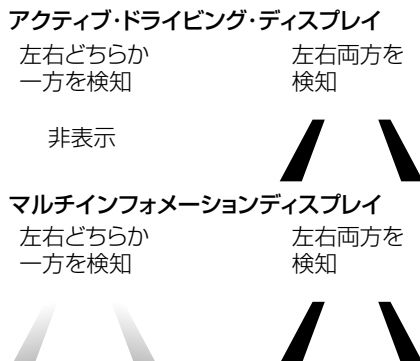 アクティブ・ドライビング・ディスプレイ
左右どちらか
一方を検知
左右両方を
検知
非表示
マルチインフォメーションディスプレイ
左右どちらか
一方を検知
左右両方を
検知